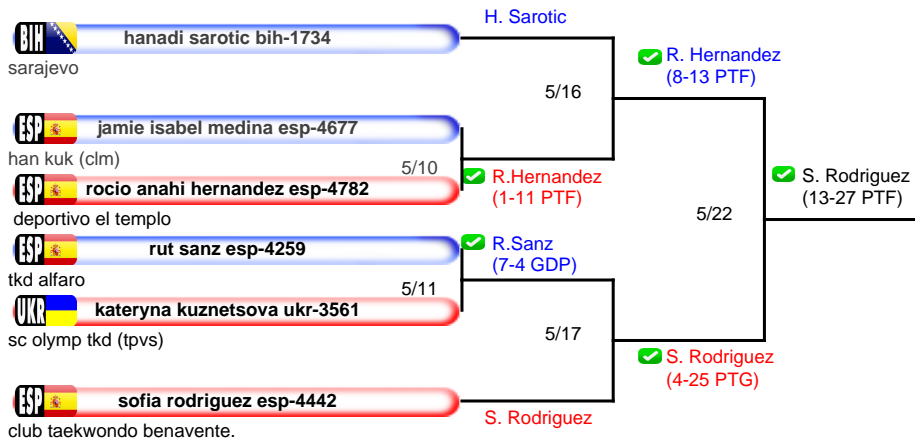 H. Sarotic
BIH hanadi sarotic bih-1734
sarajevo
R. Hernandez
(8-13 PTF)
5/16
ESP jamie isabel medina esp-4677
han kuk (clm)
5/10
R.Hernandez
(1-11 PTF)
ESP rocio anahi hernandez esp-4782
deportivo el templo
S. Rodriguez
(13-27 PTF)
5/22
ESP rut sanz esp-4259
tkd alfaro
R.Sanz
(7-4 GDP)
5/11
UKR kateryna kuznetsova ukr-3561
sc olymp tkd (tpvs)
5/17
S. Rodriguez
(4-25 PTG)
ESP sofia rodriguez esp-4442
club taekwondo benavente.
S. Rodriguez